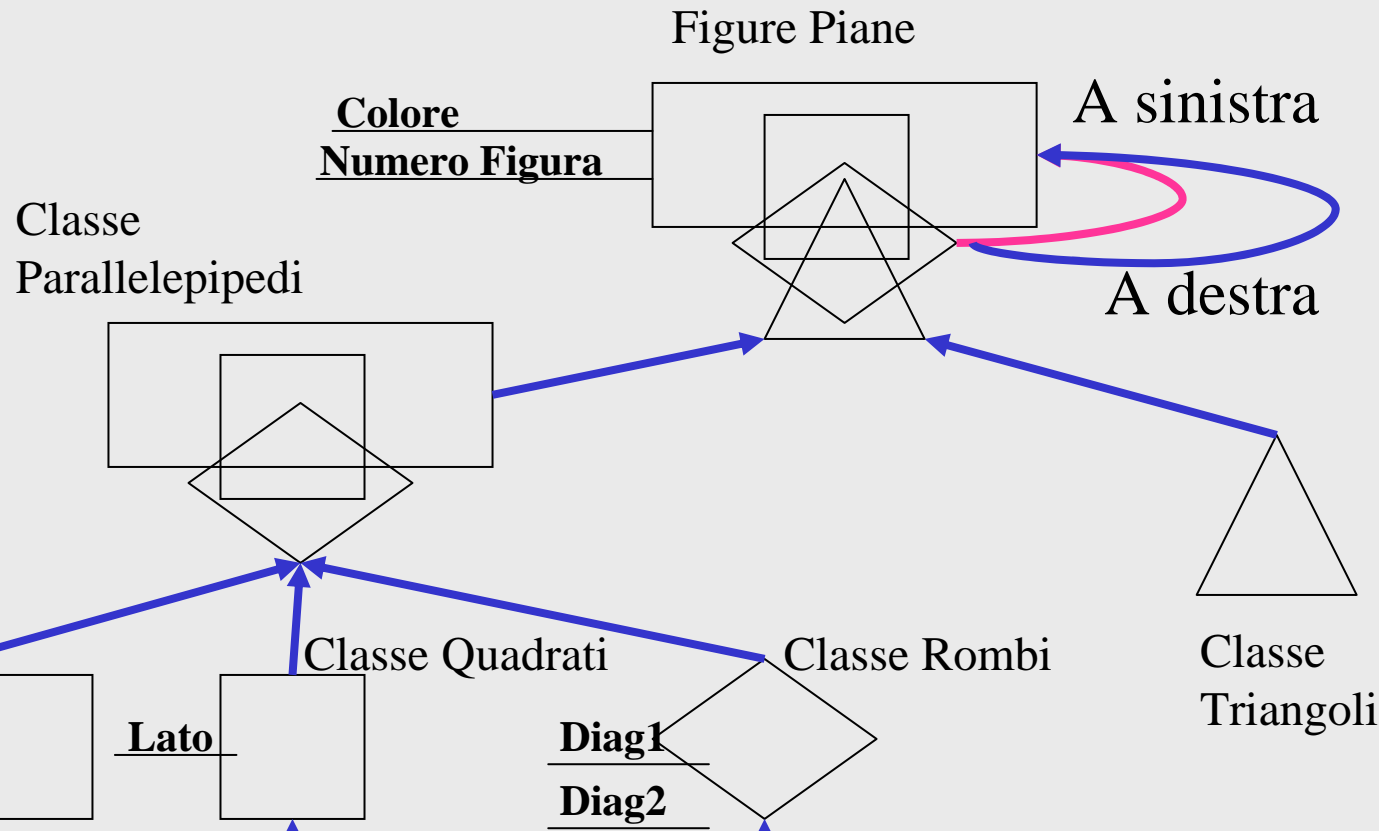 Figure Piane
A sinistra
Colore
Numero Figura
Classe
Parallelepipedi
A destra
Classe Quadrati
Classe Rombi
Classe
Triangoli
Lato
Diag1
Diag2